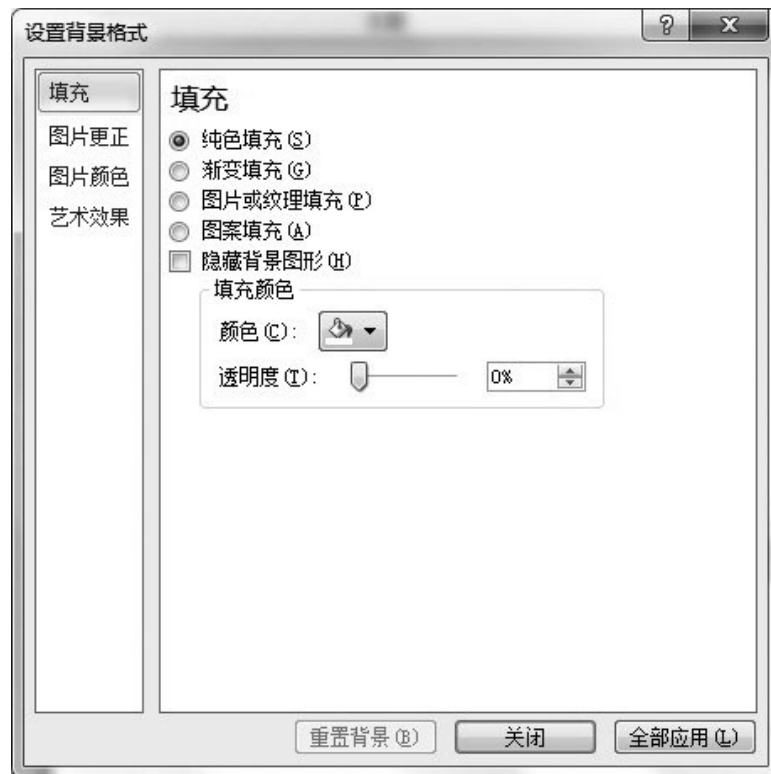 设置背景格式
填充
图片更正
图片颜色
艺术效果
填充
纯色填充(S)
渐变填充(G)
图片或纹理填充(P)
图案填充(A)
隐藏背景图形(H)
填充颜色
颜色(C):
透明度(T): 0%
重置背景(B) 关闭 全部应用(L)